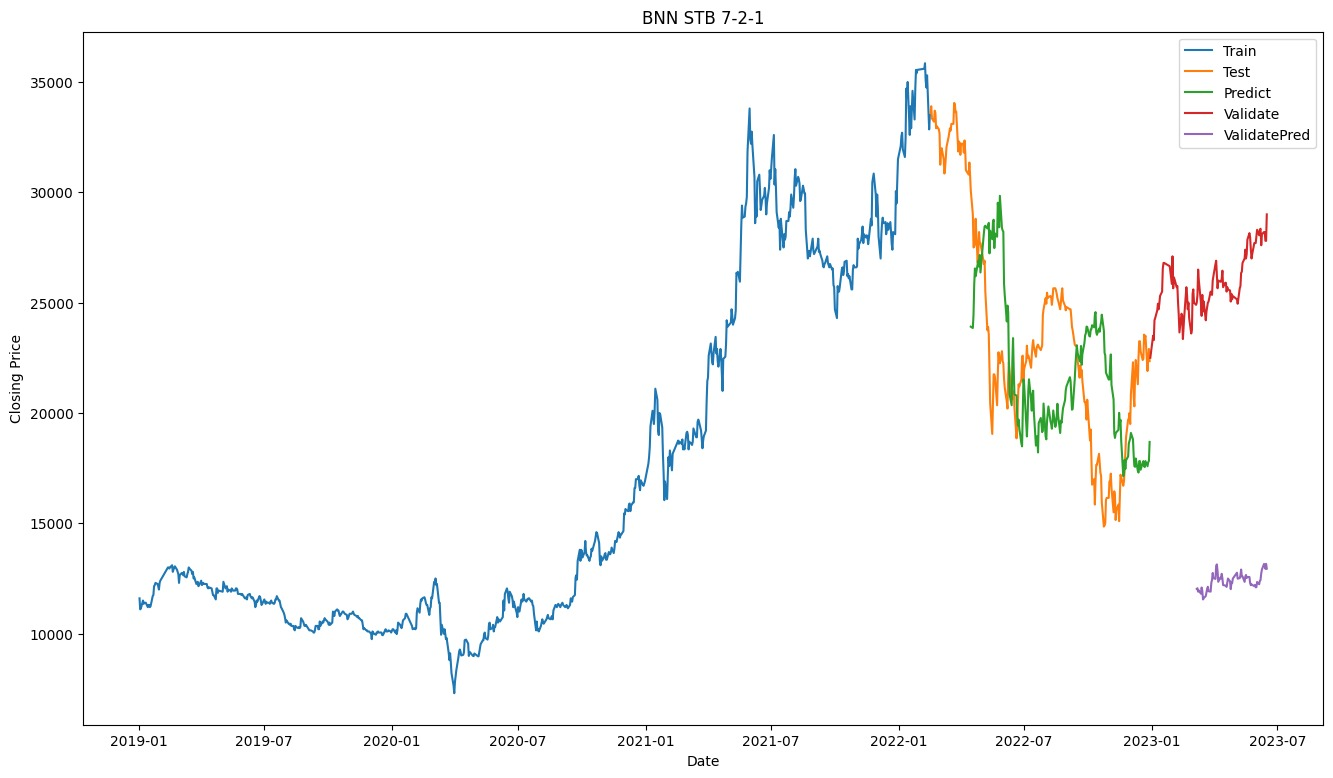 BNN STB 7-2-1
Train
Test
Predict
Validate
ValidatePred
Closing Price
35000
30000
25000
20000
15000
10000
2019-01
2019-07
2020-01
2020-07
2021-01
2021-07
2022-01
2022-07
2023-01
2023-07
Date